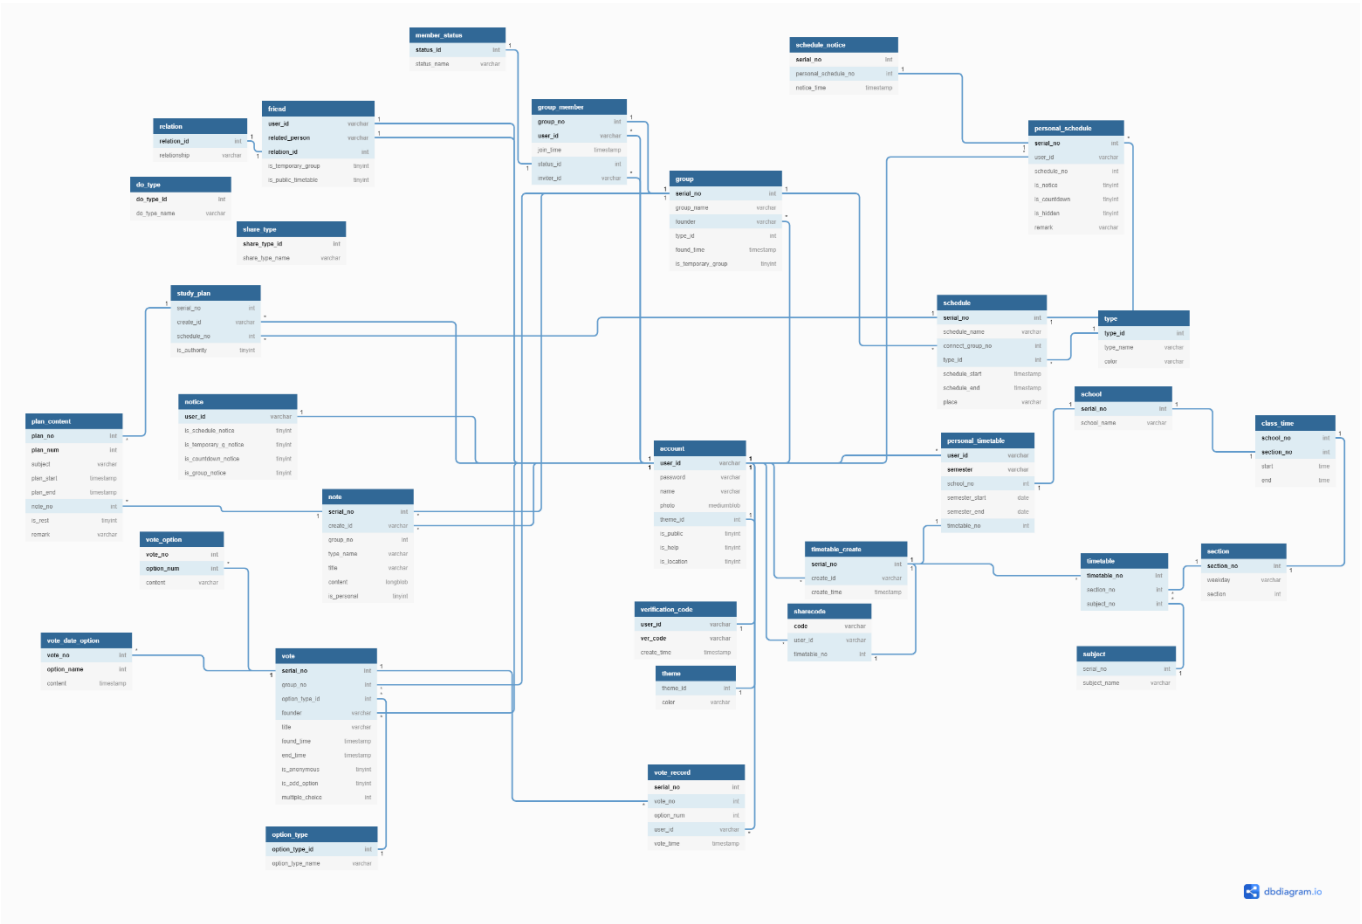 member_status
status_id int
status_name varchar
schedule_notice
serial_no int
personal_schedule_no int
notice_time timestamp
friend
user_id varchar
related_person varchar
relation_id int
is_temporary_group tinyint
is_public_timetable tinyint
group_member
group_no int
user_id varchar
join_time timestamp
status_id int
varchar
relation
relation_id int
relationship varchar
personal_schedule
serial_no int
user_id varchar
schedule_no int
is_notice tinyint
is_countdown tinyint
is_hidden tinyint
remark varchar
do_type
do_type_id int
do_type_name varchar
group
serial_no int
group_name varchar
founder varchar
type_id int
found_time timestamp
is_temporary_group tinyint
share_type
share_type_id int
share_type_name varchar
study_plan
serial_no int
create_id varchar
schedule_no int
is_authority tinyint
schedule
serial_no int
schedule_name varchar
connect_group_no int
type_id int
schedule_start timestamp
schedule_end timestamp
place varchar
type
type_id int
type_name varchar
color varchar
notice
user_id varchar
is_schedule_notice tinyint
is_temporary_g_notice tinyint
is_countdown_notice tinyint
is_group_notice tinyint
school
serial_no int
school_name varchar
plan_content
plan_no int
plan_num int
subject varchar
plan_start timestamp
plan_end timestamp
note_no int
is_rest tinyint
remark varchar
class_time
school_no int
section_no int
start time
end time
account
user_id varchar
password varchar
name varchar
photo mediumblob
theme_id int
is_public tinyint
is_help tinyint
is_location tinyint
personal_timetable
user_id varchar
semester varchar
school_no int
semester_start date
semester_end date
timetable_no int
note
serial_no int
create_id varchar
group_no int
type_name varchar
title varchar
content longblob
is_personal tinyint
vote_option
vote_no int
option_num int
content varchar
timetable_create
serial_no int
create_id varchar
create_time timestamp
section
section_no int
weekday varchar
section int
timetable
timetable_no int
section_no int
subject_no int
verification_code
user_id varchar
ver_code varchar
create_time timestamp
sharecode
code varchar
user_id varchar
timetable_no int
vote_date_option
vote_no int
option_name int
content timestamp
vote
serial_no int
group_no int
option_type_id int
founder varchar
title varchar
found_time timestamp
end_time timestamp
is_anonymous tinyint
is_add_option tinyint
multiple_choice int
subject
serial_no int
subject_name varchar
theme
theme_id int
color varchar
vote_record
serial_no int
vote_no int
option_num int
user_id varchar
vote_time timestamp
option_type
option_type_id int
option_type_name varchar
dbdiagram.io